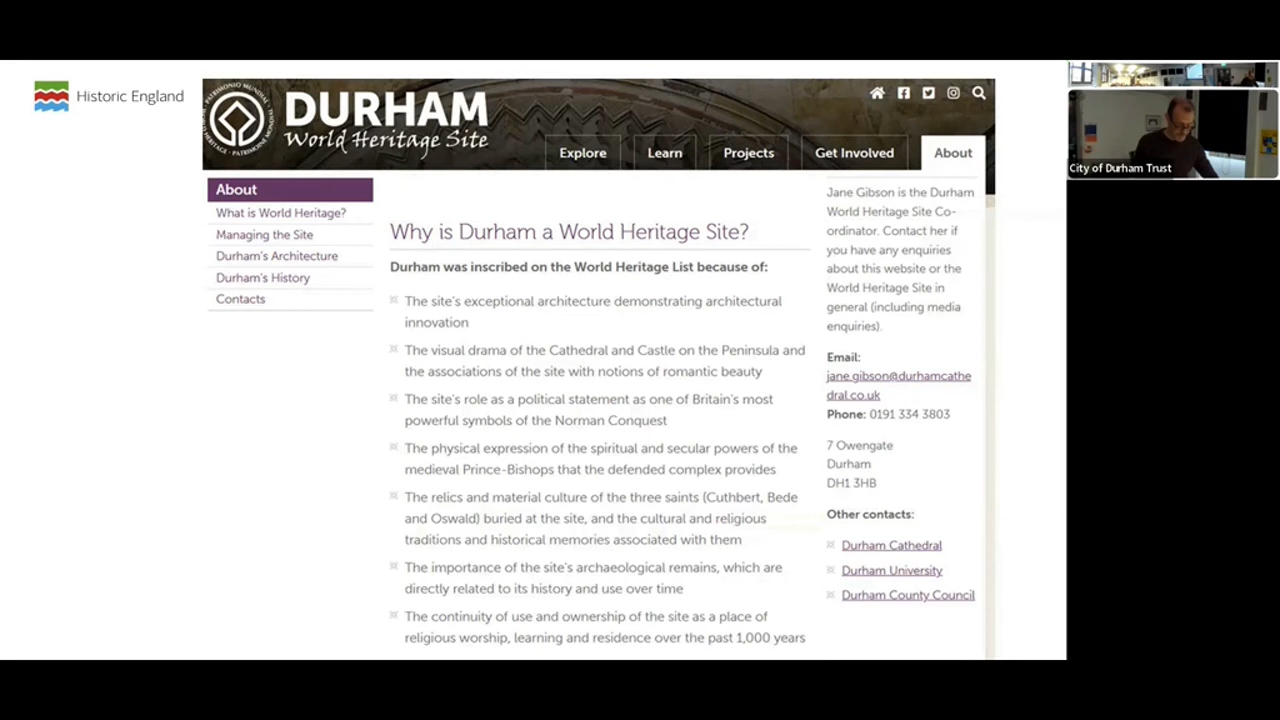 Historic England
DURHAM
World Heritage Site
Explore
Learn
Projects
Get Involved
About
About
What is World Heritage?
Managing the Site
Durham's Architecture
Durham's History
Contacts
Why is Durham a World Heritage Site?
Durham was inscribed on the World Heritage List because of:
The site's exceptional architecture demonstrating architectural
innovation
The visual drama of the Cathedral and Castle on the Peninsula and
the associations of the site with notions of romantic beauty
The site's role as a political statement as one of Britain's most
powerful symbols of the Norman Conquest
The physical expression of the spiritual and secular powers of the
medieval Prince-Bishops that the defended complex provides
The relics and material culture of the three saints (Cuthbert, Bede
and Oswald) buried at the site, and the cultural and religious
traditions and historical memories associated with them
The importance of the site's archaeological remains, which are
directly related to its history and use over time
The continuity of use and ownership of the site as a place of
religious worship, learning and residence over the past 1,000 years
Jane Gibson is the Durham
World Heritage Site Co-
ordinator. Contact her if
you have any enquiries
about this website or the
World Heritage Site in
general (including media
enquiries).
Email:
jane.gibson@durhamcathe
dral.co.uk
Phone: 0191 334 3803
7 Owengate
Durham
DH1 3HB
Other contacts:
Durham Cathedral
Durham University
Durham County Council
City of Durham Trust